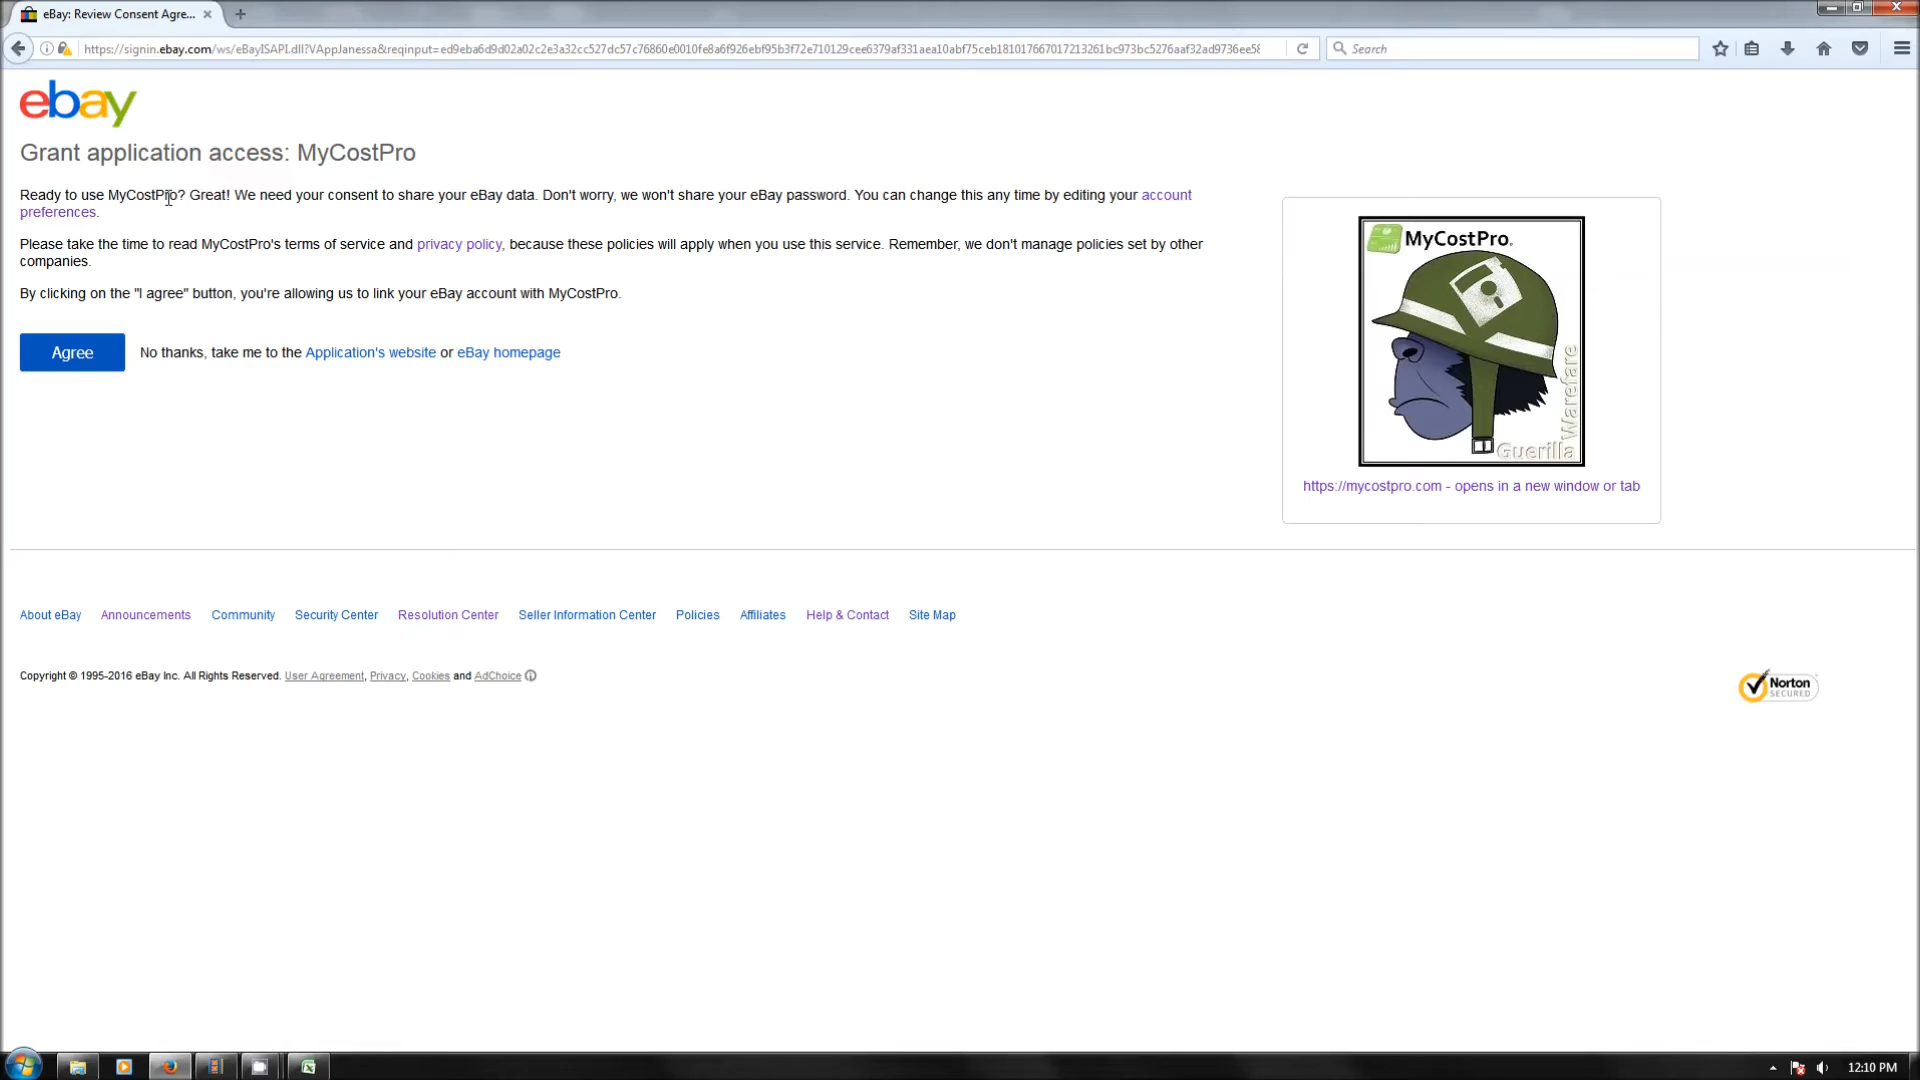 eBay: Review Consent Agre...
https://signin.ebay.com/ws/eBayISAPI.dll?VAppJanessa&reqinput=ed9eba6d9d02a02c2e3a32cc527dc57c76860e0010fe8a6f926ebf95b3f72e710129cee6379af331aea10abf75ceb181017667017213261bc973bc5276aaf32ad9736ee58
Search
ebay
Grant application access: MyCostPro
Ready to use MyCostPro? Great! We need your consent to share your eBay data. Don't worry, we won't share your eBay password. You can change this any time by editing your account
preferences.
Please take the time to read MyCostPro's terms of service and privacy policy, because these policies will apply when you use this service. Remember, we don't manage policies set by other
companies.
By clicking on the "I agree" button, you're allowing us to link your eBay account with MyCostPro.
Agree No thanks, take me to the Application's website or eBay homepage
MyCostPro.
Guerilla Warefare
https://mycostpro.com - opens in a new window or tab
About eBay Announcements Community Security Center Resolution Center Seller Information Center Policies Affiliates Help & Contact Site Map
Copyright © 1995-2016 eBay Inc. All Rights Reserved. User Agreement, Privacy, Cookies and AdChoice
Norton
SECURED
12:10 PM